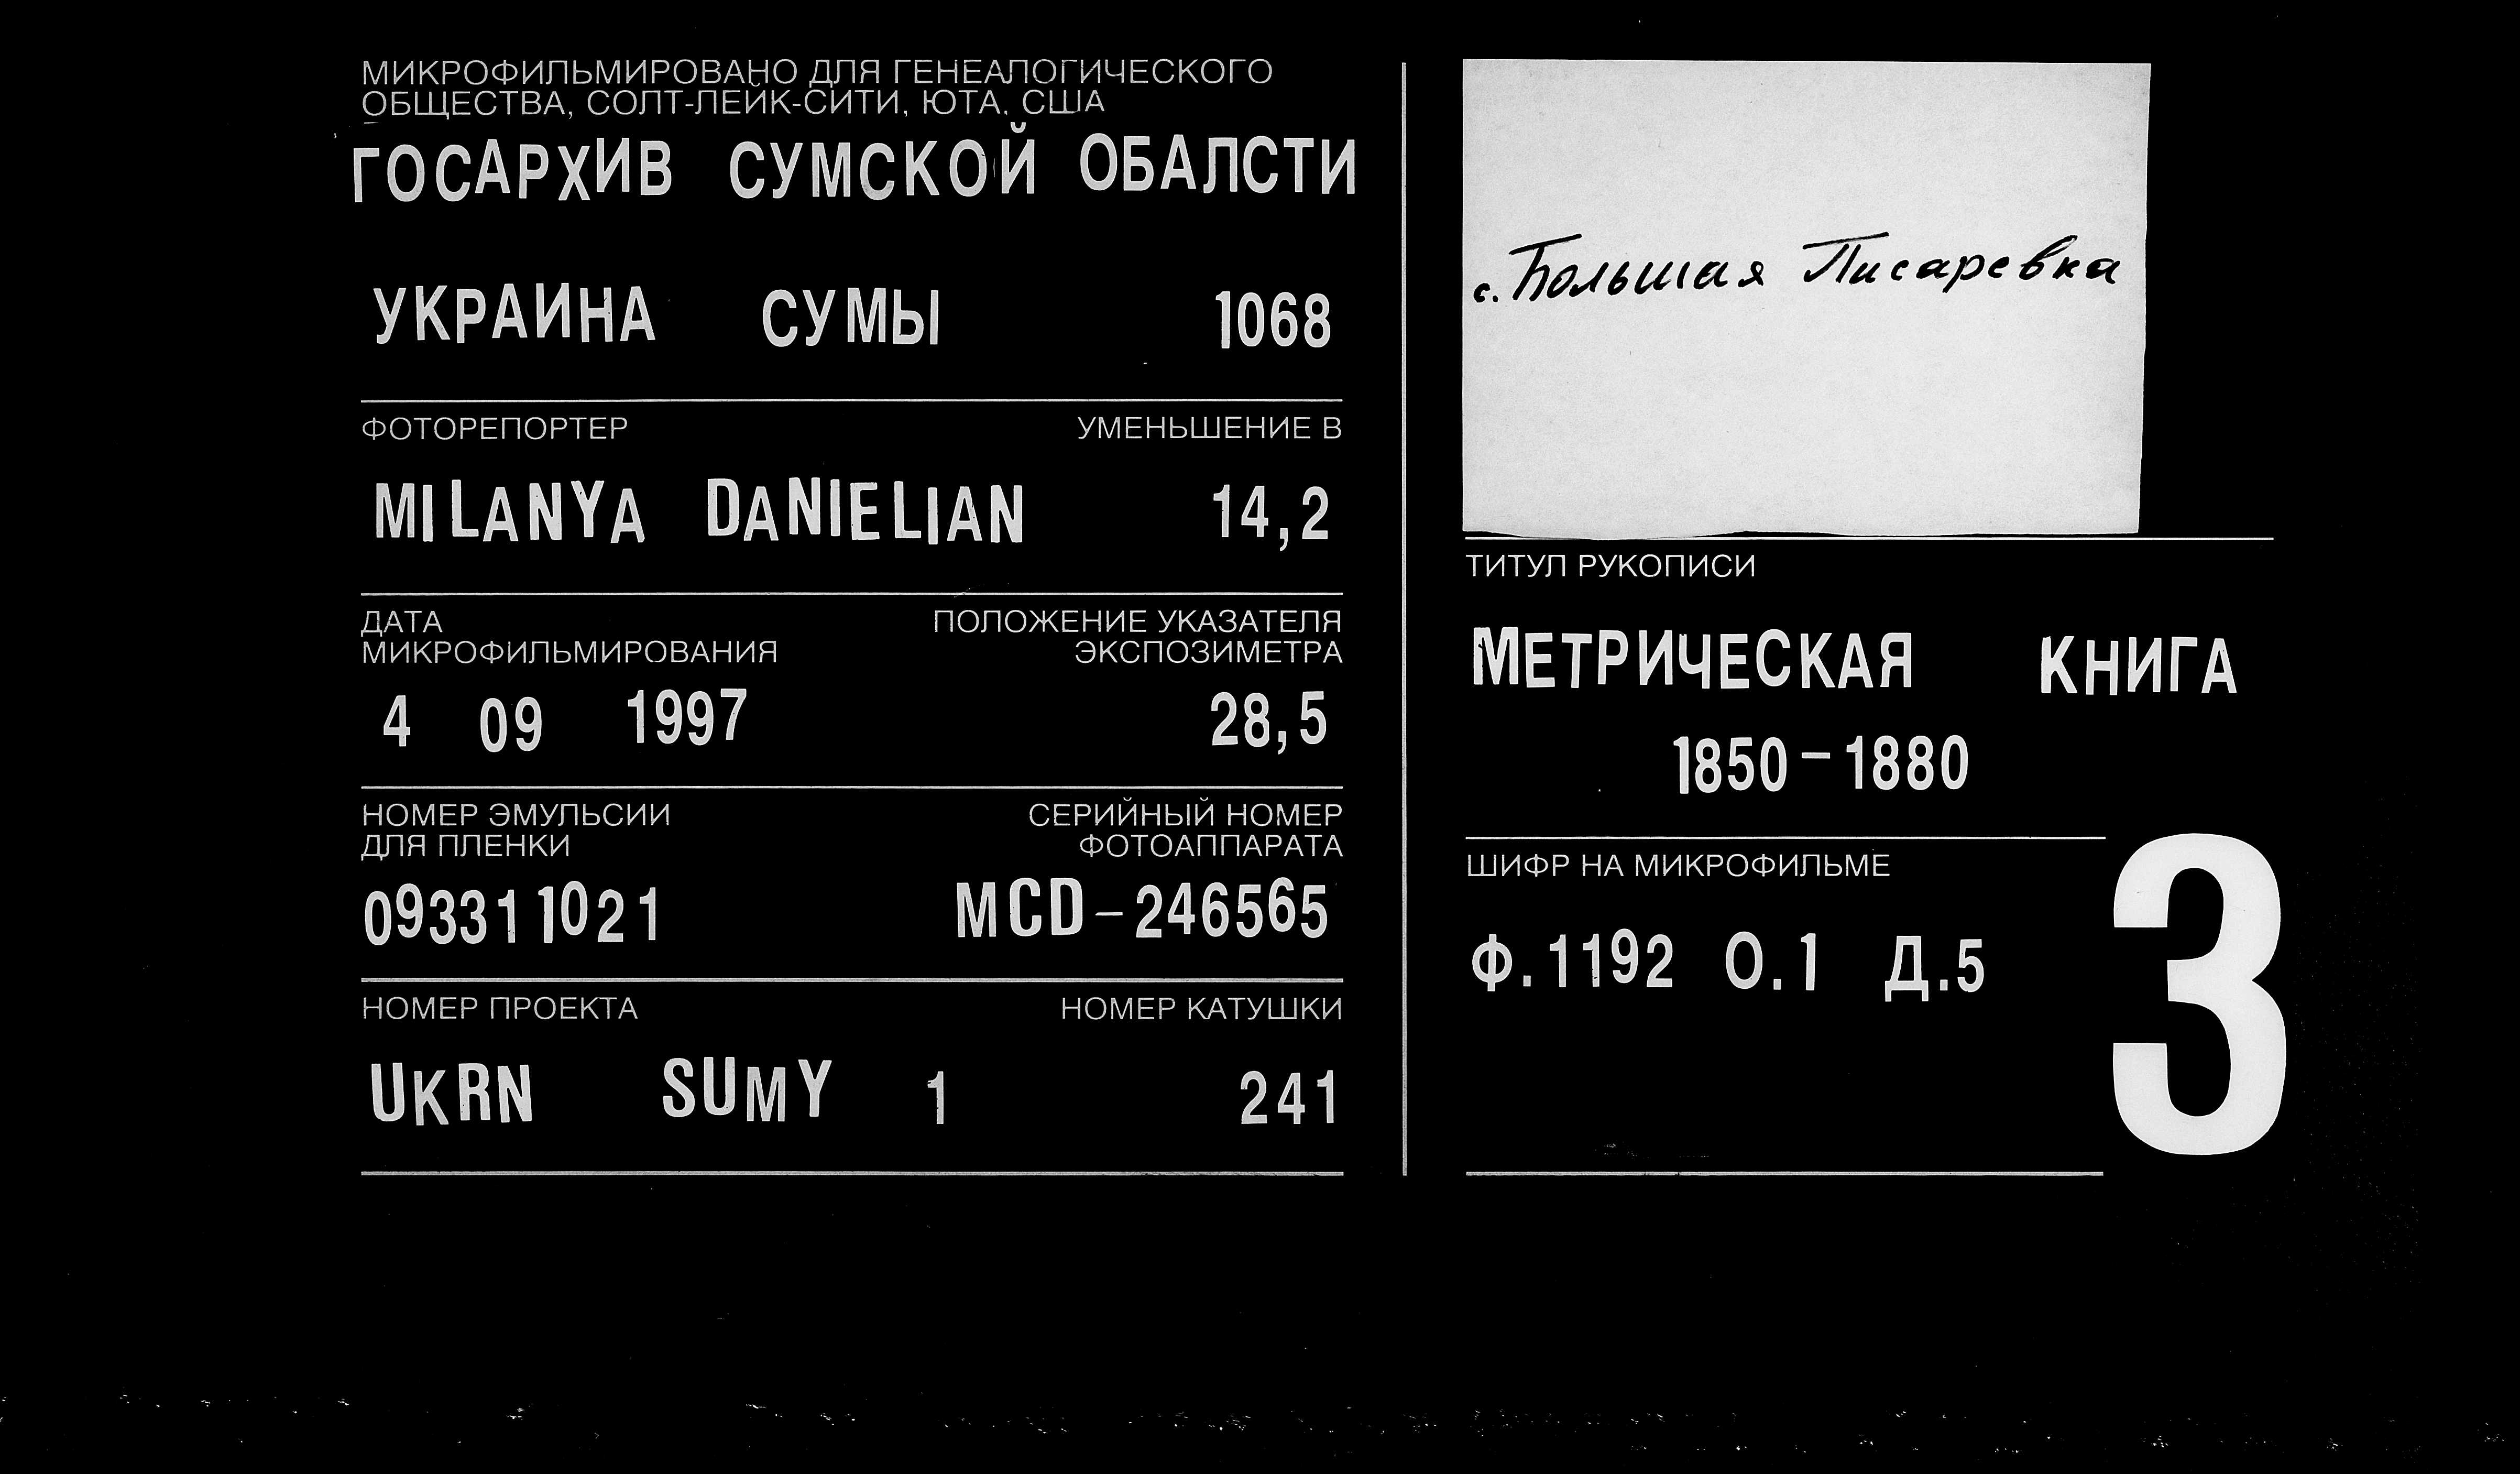 МИКРОФИЛЬМИРОВАНО ДЛЯ ГЕНЕАЛОГИЧЕСКОГО
ОБЩЕСТВА, СОЛТ-ЛЕЙК-СИТИ, ЮТА, США
ГОСАРХИВ СУМСКОЙ ОБАЛСТИ
УКРАИНА СУМЫ 1068
ФОТОРЕПОРТЕР УМЕНЬШЕНИЕ В
MILANYA DANIELIAN 14,2
ДАТА ПОЛОЖЕНИЕ УКАЗАТЕЛЯ
МИКРОФИЛЬМИРОВАНИЯ ЭКСПОЗИМЕТРА
4 09 1997 28,5
НОМЕР ЭМУЛЬСИИ СЕРИЙНЫЙ НОМЕР
ДЛЯ ПЛЕНКИ ФОТОАППАРАТА
093311021 MCD-246565
НОМЕР ПРОЕКТА НОМЕР КАТУШКИ
UKRN SUMY 1 241
с. Большая Писаревка
ТИТУЛ РУКОПИСИ
МЕТРИЧЕСКАЯ КНИГА
1850-1880
ШИФР НА МИКРОФИЛЬМЕ
Ф.1192 О.1 Д.5
3